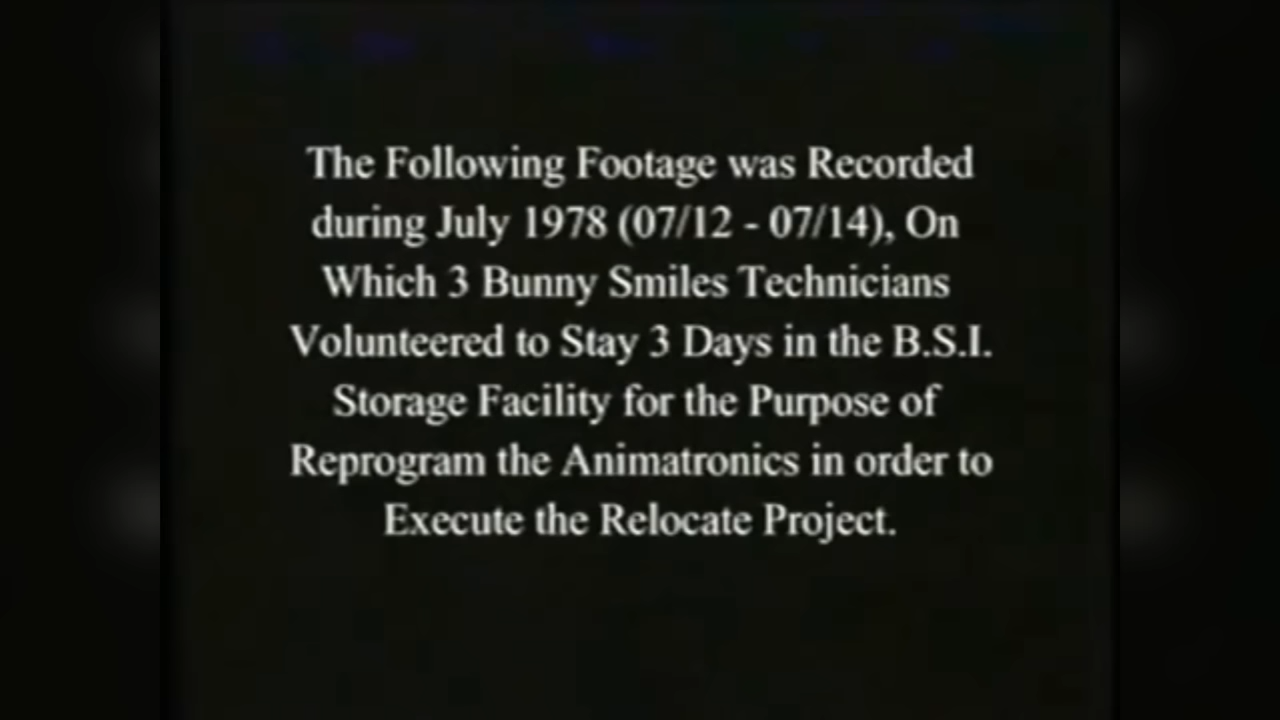 The Following Footage was Recorded
during July 1978 (07/12 - 07/14), On
Which 3 Bunny Smiles Technicians
Volunteered to Stay 3 Days in the B.S.I.
Storage Facility for the Purpose of
Reprogram the Animatronics in order to
Execute the Relocate Project.